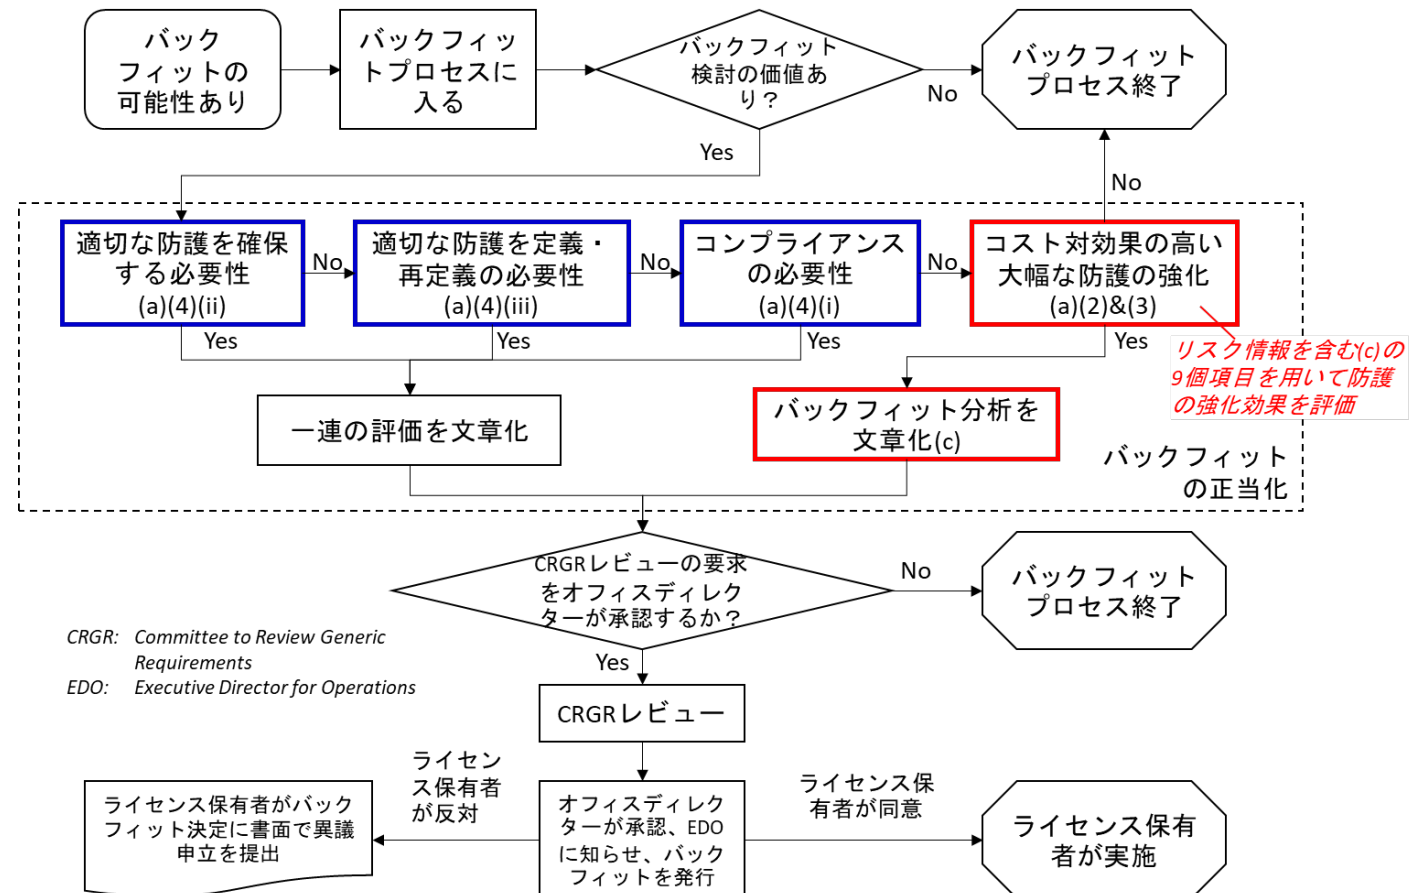 バック
フィットの
可能性あり
バックフィッ
トプロセスに
入る
バックフィット
検討の価値あ
り？
No
バックフィット
プロセス終了
Yes
No
適切な防護を確保
する必要性
(a)(4)(ii)
No
適切な防護を定義・
再定義の必要性
(a)(4)(iii)
No
コンプライアンス
の必要性
(a)(4)(i)
No
コスト対効果の高い
大幅な防護の強化
(a)(2)&(3)
Yes
Yes
Yes
Yes
リスク情報を含む(c)の
9個項目を用いて防護
の強化効果を評価
一連の評価を文章化
バックフィット分析を
文章化(c)
バックフィット
の正当化
CRGRレビューの要求
をオフィスディレク
ターが承認するか？
No
バックフィット
プロセス終了
CRGR: Committee to Review Generic
Requirements
EDO: Executive Director for Operations
Yes
CRGRレビュー
ライセン
ス保有者
が反対
ライセンス保
有者が同意
ライセンス保有者がバック
フィット決定に書面で異議
申立を提出
オフィスディレク
ターが承認、EDO
に知らせ、バック
フィットを発行
ライセンス保有
者が実施